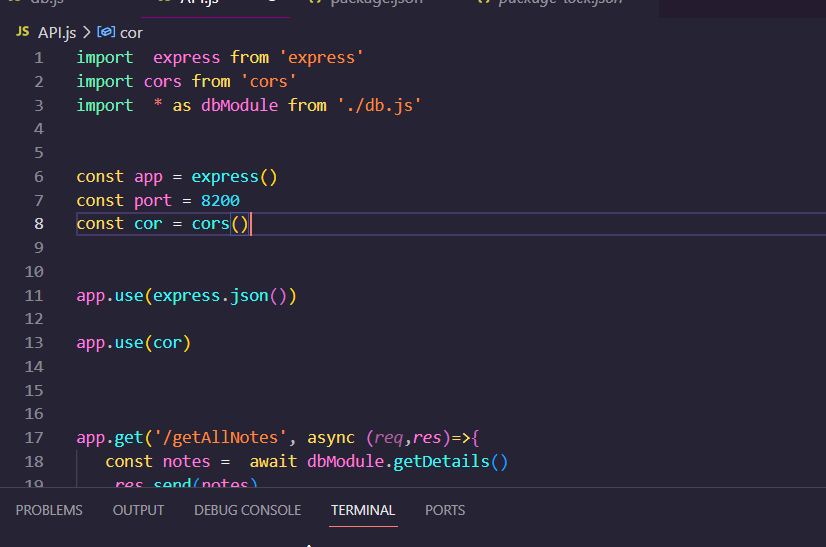 db.js API.js package.json package-lock.json
JS API.js > cor
1 import  express from 'express'
2 import cors from 'cors'
3 import  * as dbModule from './db.js'
4
5
6 const app = express()
7 const port = 8200
8 const cor = cors()
9
10
11 app.use(express.json())
12
13 app.use(cor)
14
15
16
17 app.get('/getAllNotes', async (req,res)=>{
18    const notes =  await dbModule.getDetails()
19     res.send(notes)
PROBLEMS OUTPUT DEBUG CONSOLE TERMINAL PORTS